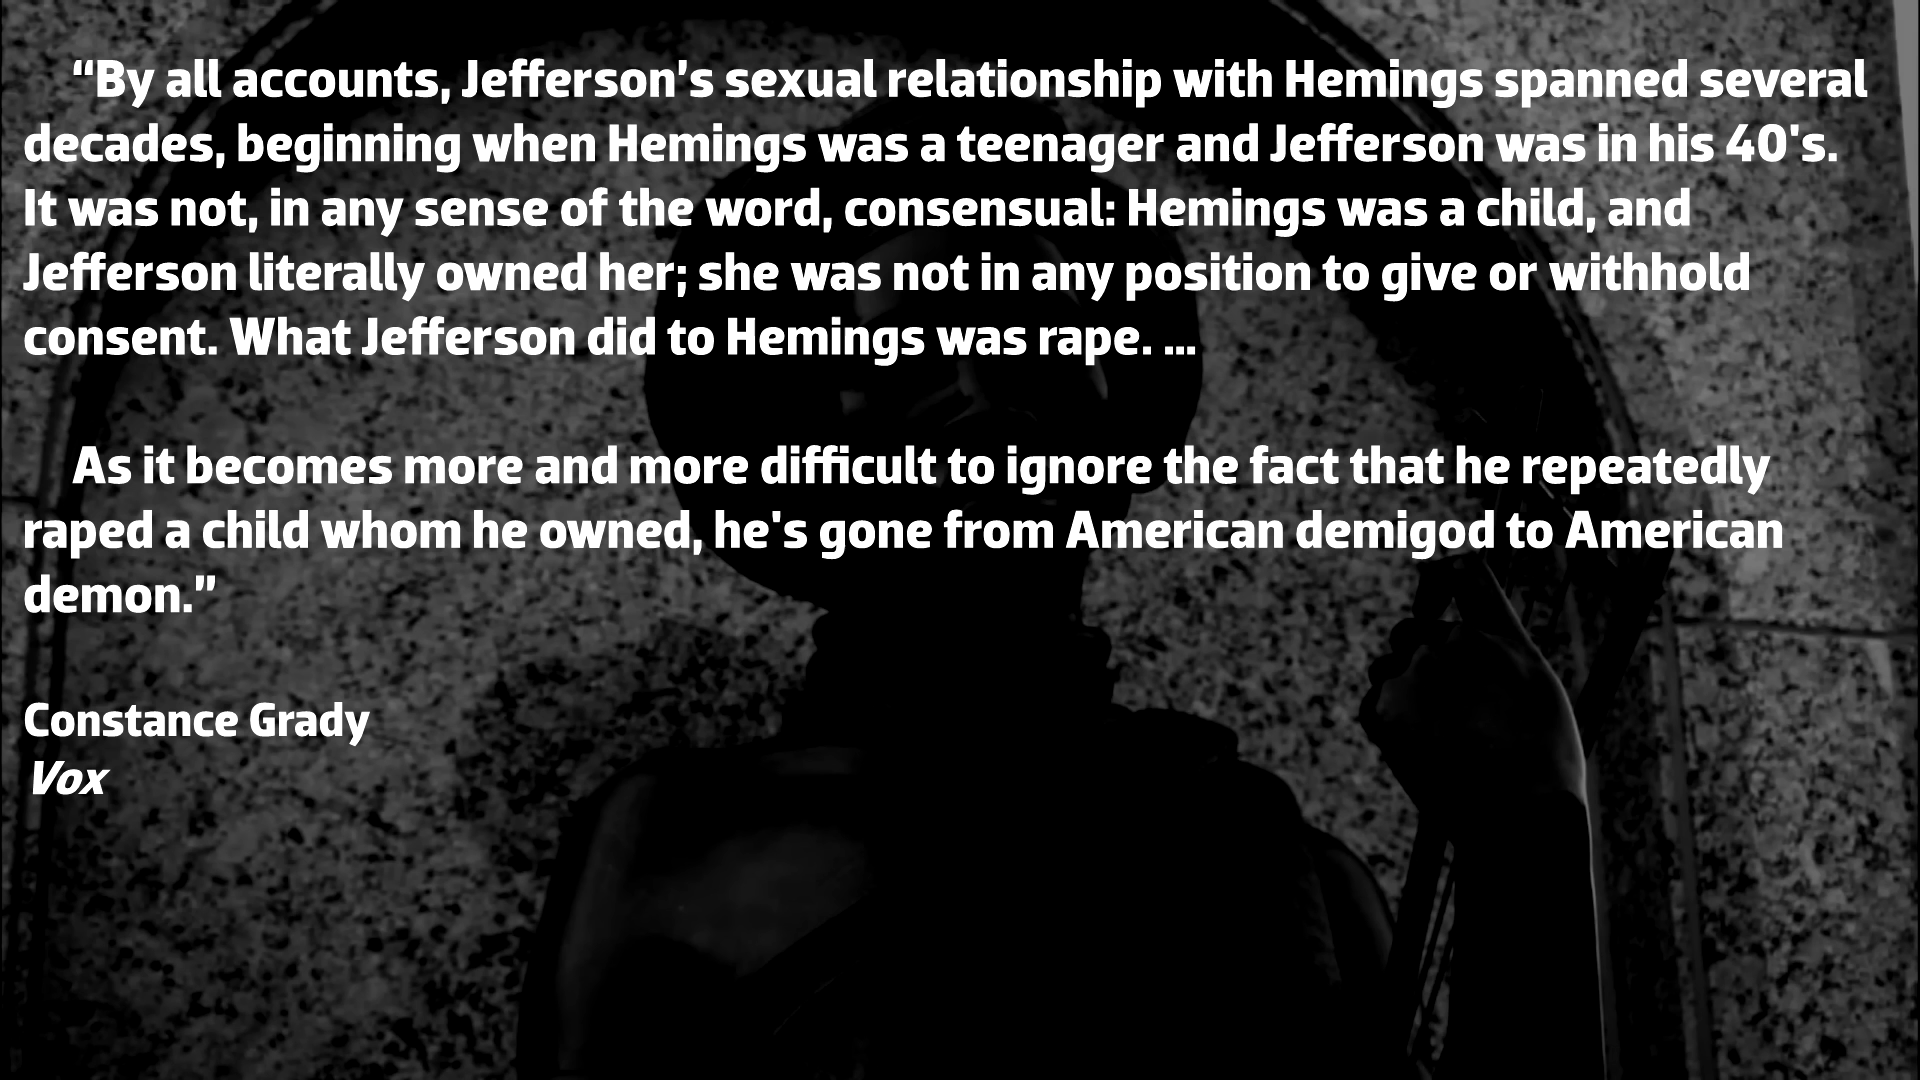 “By all accounts, Jefferson’s sexual relationship with Hemings spanned several
decades, beginning when Hemings was a teenager and Jefferson was in his 40's.
It was not, in any sense of the word, consensual: Hemings was a child, and
Jefferson literally owned her; she was not in any position to give or withhold
consent. What Jefferson did to Hemings was rape. ...
As it becomes more and more difficult to ignore the fact that he repeatedly
raped a child whom he owned, he's gone from American demigod to American
demon.”
Constance Grady
Vox